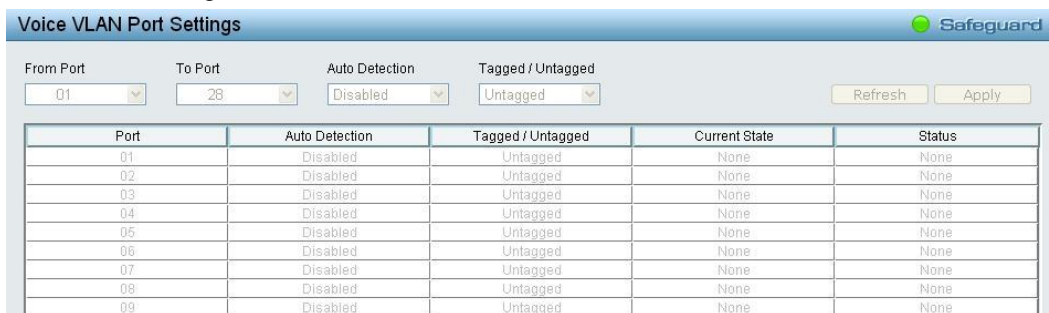 Voice VLAN Port Settings Safeguard
From Port To Port Auto Detection Tagged / Untagged
01 28 Disabled Untagged Refresh Apply
Port Auto Detection Tagged / Untagged Current State Status
01 Disabled Untagged None None
02 Disabled Untagged None None
03 Disabled Untagged None None
04 Disabled Untagged None None
05 Disabled Untagged None None
06 Disabled Untagged None None
07 Disabled Untagged None None
08 Disabled Untagged None None
09 Disabled Untagged None None